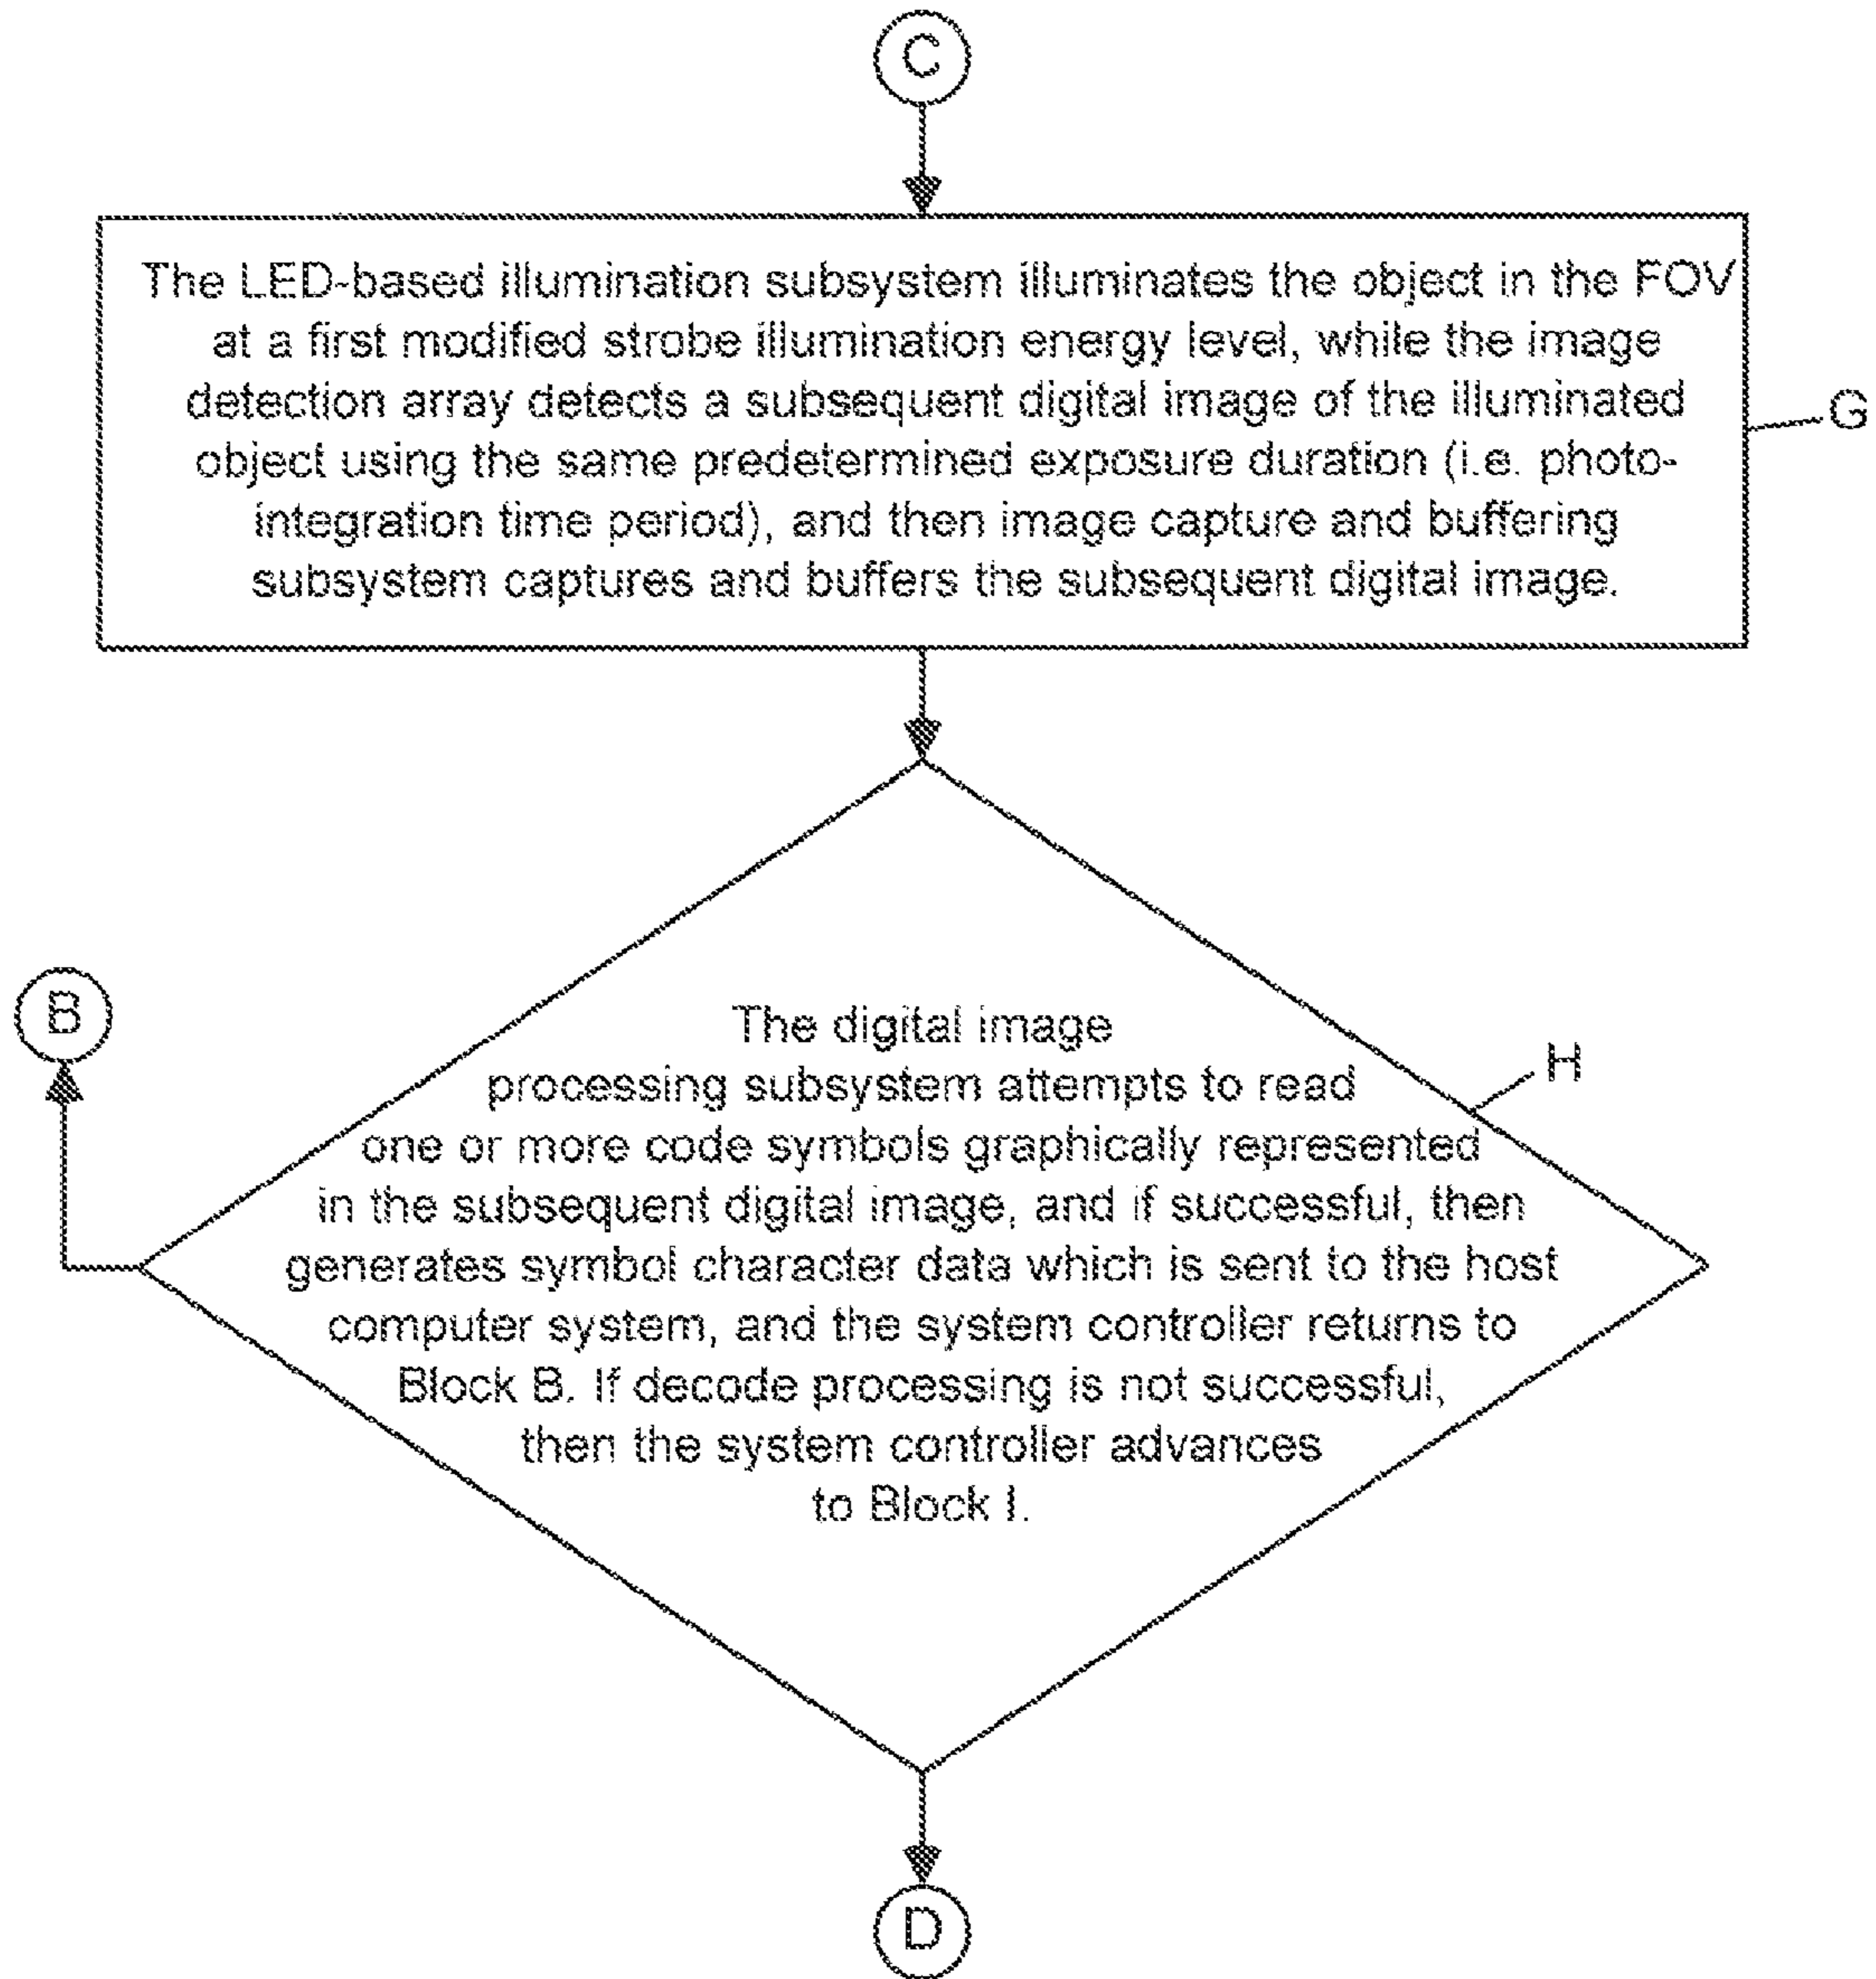 C
The LED-based illumination subsystem illuminates the object in the FOV
at a first modified strobe illumination energy level, while the image
detection array detects a subsequent digital image of the illuminated
object using the same predetermined exposure duration (i.e. photo-
integration time period), and then image capture and buffering
subsystem captures and buffers the subsequent digital image.
G
B
The digital image
processing subsystem attempts to read
one or more code symbols graphically represented
in the subsequent digital image, and if successful, then
generates symbol character data which is sent to the host
computer system, and the system controller returns to
Block B. If decode processing is not successful,
then the system controller advances
to Block I.
H
D